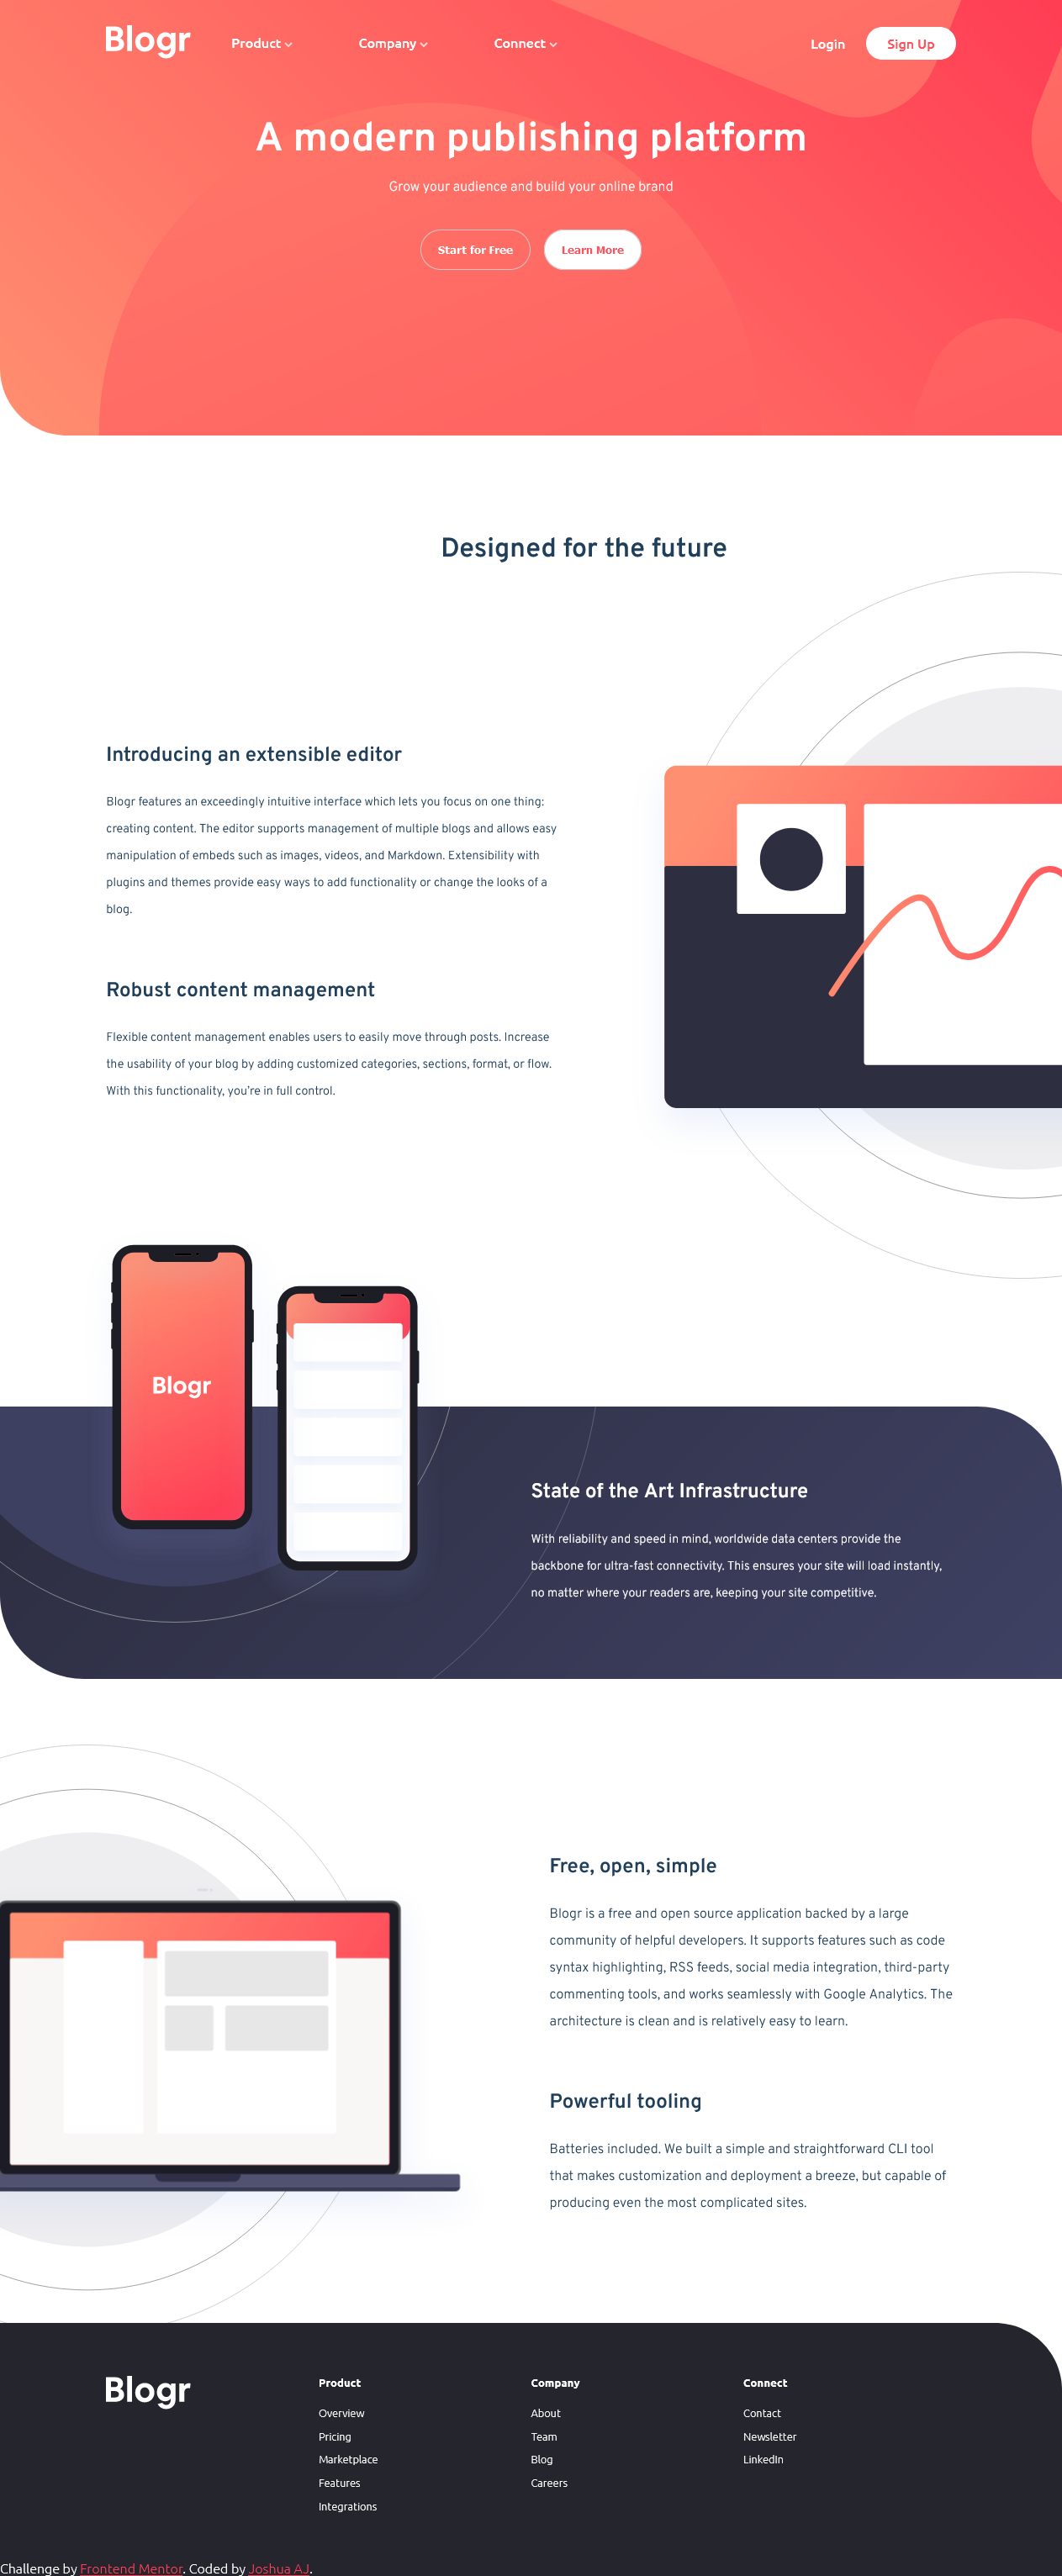 Blogr Product Company Connect Login Sign Up
A modern publishing platform
Grow your audience and build your online brand
Start for Free Learn More
Designed for the future
Introducing an extensible editor
Blogr features an exceedingly intuitive interface which lets you focus on one thing:
creating content. The editor supports management of multiple blogs and allows easy
manipulation of embeds such as images, videos, and Markdown. Extensibility with
plugins and themes provide easy ways to add functionality or change the looks of a
blog.
Robust content management
Flexible content management enables users to easily move through posts. Increase
the usability of your blog by adding customized categories, sections, format, or flow.
With this functionality, you're in full control.
Blogr
State of the Art Infrastructure
With reliability and speed in mind, worldwide data centers provide the
backbone for ultra-fast connectivity. This ensures your site will load instantly,
no matter where your readers are, keeping your site competitive.
Free, open, simple
Blogr is a free and open source application backed by a large
community of helpful developers. It supports features such as code
syntax highlighting, RSS feeds, social media integration, third-party
commenting tools, and works seamlessly with Google Analytics. The
architecture is clean and is relatively easy to learn.
Powerful tooling
Batteries included. We built a simple and straightforward CLI tool
that makes customization and deployment a breeze, but capable of
producing even the most complicated sites.
Blogr
Product
Overview
Pricing
Marketplace
Features
Integrations
Company
About
Team
Blog
Careers
Connect
Contact
Newsletter
LinkedIn
Challenge by Frontend Mentor. Coded by Joshua AJ.